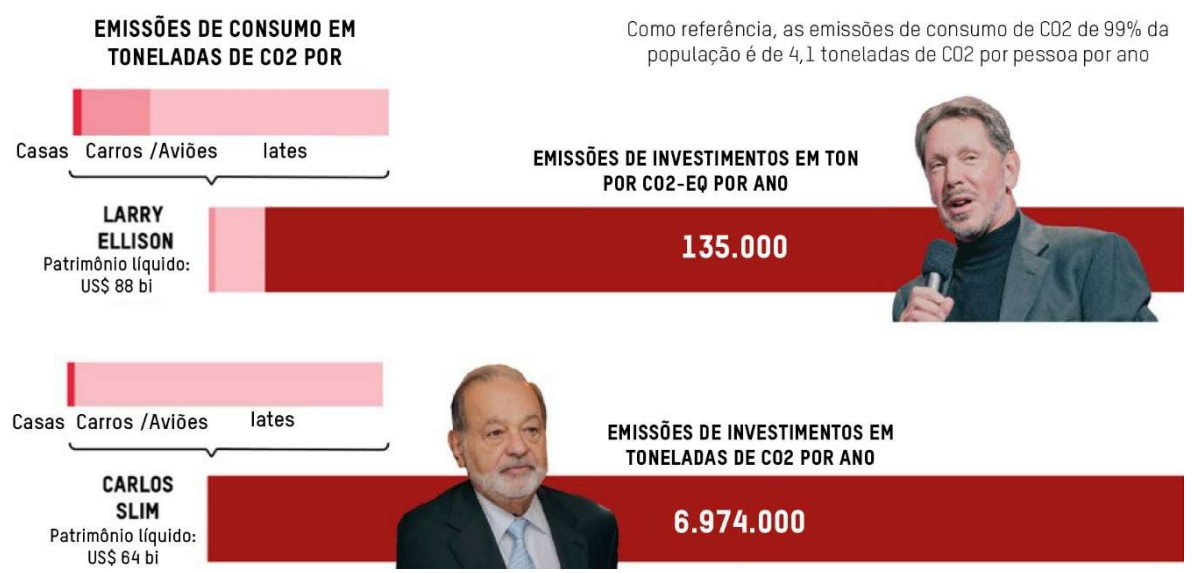 EMISSÕES DE CONSUMO EM
TONELADAS DE CO2 POR
Como referência, as emissões de consumo de CO2 de 99% da
população é de 4,1 toneladas de CO2 por pessoa por ano
Casas Carros /Aviões Iates
EMISSÕES DE INVESTIMENTOS EM TON
POR CO2-EQ POR ANO
LARRY
ELLISON
Patrimônio líquido:
US$ 88 bi
135.000
Casas Carros /Aviões Iates
EMISSÕES DE INVESTIMENTOS EM
TONELADAS DE CO2 POR ANO
CARLOS
SLIM
Patrimônio líquido:
US$ 64 bi
6.974.000